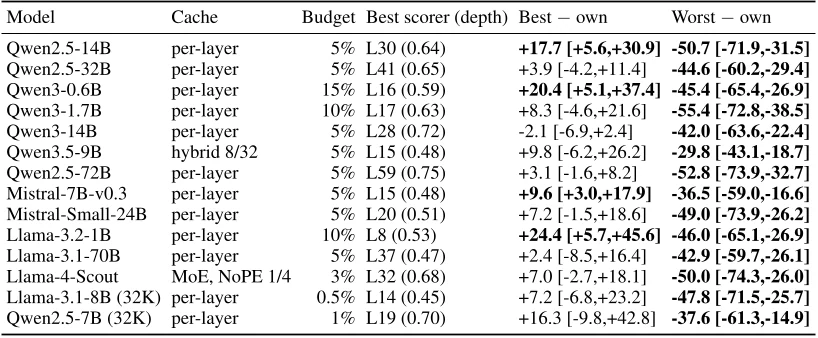 Model Cache Budget Best scorer (depth) Best − own Worst − own
Qwen2.5-14B per-layer 5% L30 (0.64) +17.7 [+5.6,+30.9] -50.7 [-71.9,-31.5]
Qwen2.5-32B per-layer 5% L41 (0.65) +3.9 [-4.2,+11.4] -44.6 [-60.2,-29.4]
Qwen3-0.6B per-layer 15% L16 (0.59) +20.4 [+5.1,+37.4] -45.4 [-65.4,-26.9]
Qwen3-1.7B per-layer 10% L17 (0.63) +8.3 [-4.6,+21.6] -55.4 [-72.8,-38.5]
Qwen3-14B per-layer 5% L28 (0.72) -2.1 [-6.9,+2.4] -42.0 [-63.6,-22.4]
Qwen3.5-9B hybrid 8/32 5% L15 (0.48) +9.8 [-6.2,+26.2] -29.8 [-43.1,-18.7]
Qwen2.5-72B per-layer 5% L59 (0.75) +3.1 [-1.6,+8.2] -52.8 [-73.9,-32.7]
Mistral-7B-v0.3 per-layer 5% L15 (0.48) +9.6 [+3.0,+17.9] -36.5 [-59.0,-16.6]
Mistral-Small-24B per-layer 5% L20 (0.51) +7.2 [-1.5,+18.6] -49.0 [-73.9,-26.2]
Llama-3.2-1B per-layer 10% L8 (0.53) +24.4 [+5.7,+45.6] -46.0 [-65.1,-26.9]
Llama-3.1-70B per-layer 5% L37 (0.47) +2.4 [-8.5,+16.4] -42.9 [-59.7,-26.1]
Llama-4-Scout MoE, NoPE 1/4 3% L32 (0.68) +7.0 [-2.7,+18.1] -50.0 [-74.3,-26.0]
Llama-3.1-8B (32K) per-layer 0.5% L14 (0.45) +7.2 [-6.8,+23.2] -47.8 [-71.5,-25.7]
Qwen2.5-7B (32K) per-layer 1% L19 (0.70) +16.3 [-9.8,+42.8] -37.6 [-61.3,-14.9]